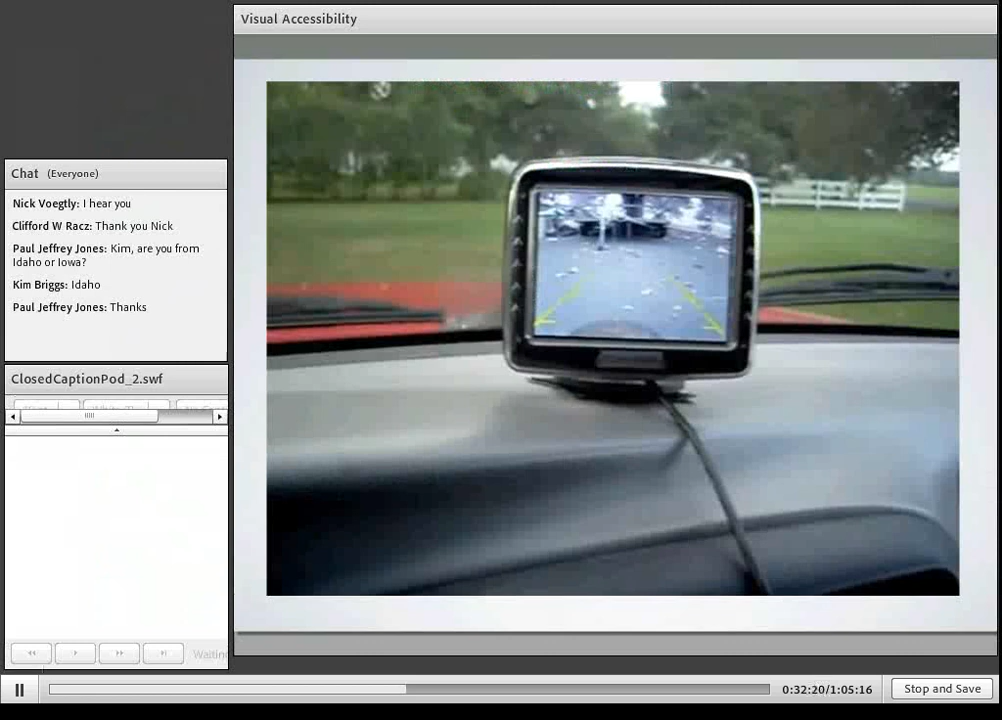 Visual Accessibility
Chat (Everyone)
Nick Voegtly: I hear you
Clifford W Racz: Thank you Nick
Paul Jeffrey Jones: Kim, are you from
Idaho or Iowa?
Kim Briggs: Idaho
Paul Jeffrey Jones: Thanks
ClosedCaptionPod_2.swf
0:32:20/1:05:16
Stop and Save